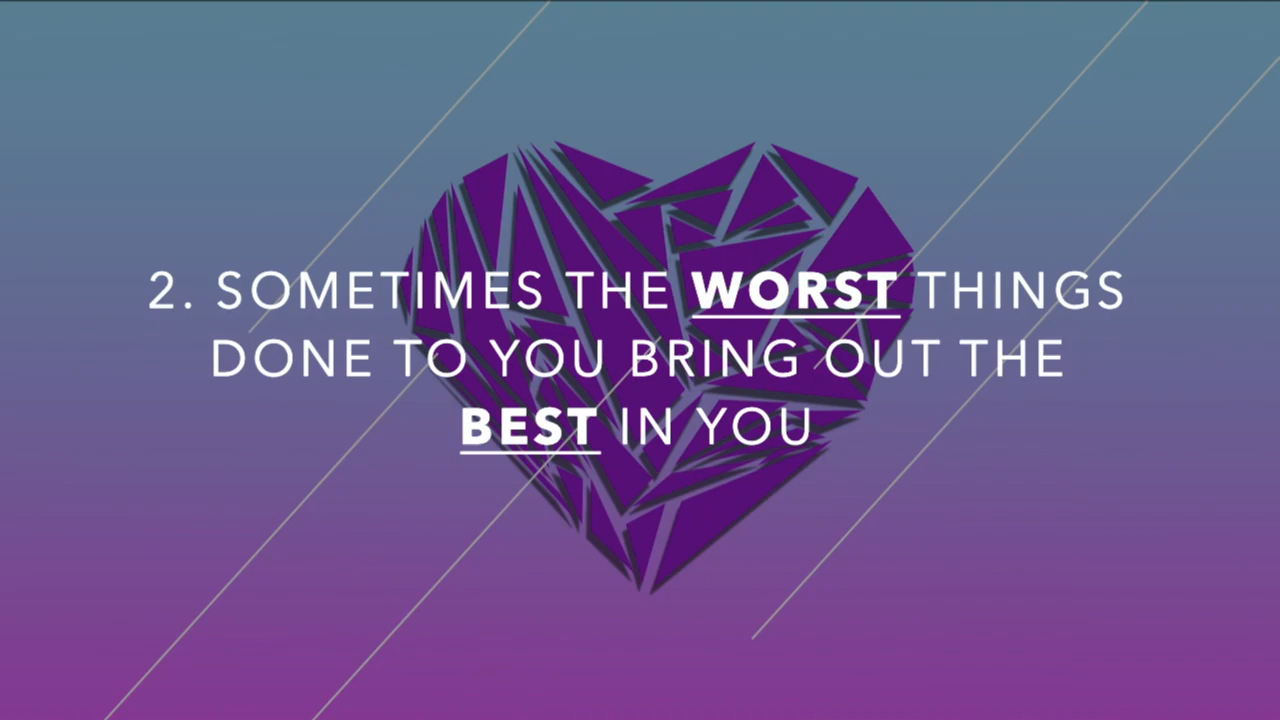 2. SOMETIMES THE WORST THINGS
DONE TO YOU BRING OUT THE
BEST IN YOU